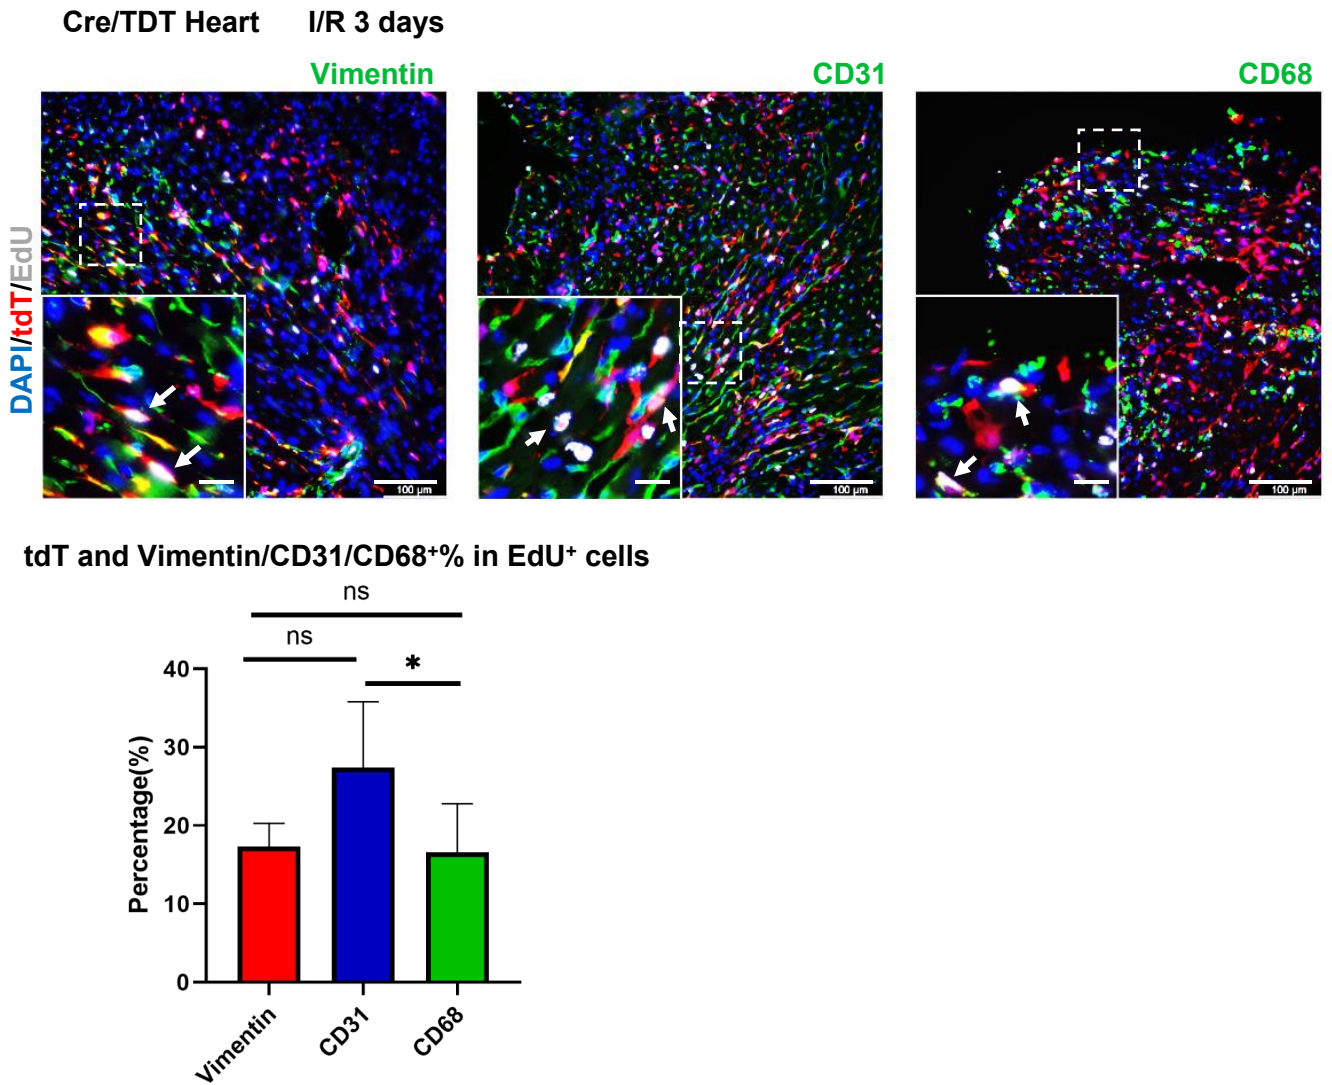 Cre/TDT Heart I/R 3 days
Vimentin CD31 CD68
DAPI/tdT/EdU
100 µm 100 µm 100 µm
tdT and Vimentin/CD31/CD68⁺% in EdU⁺ cells
ns
ns
*
Percentage(%)
40
30
20
10
0
Vimentin CD31 CD68